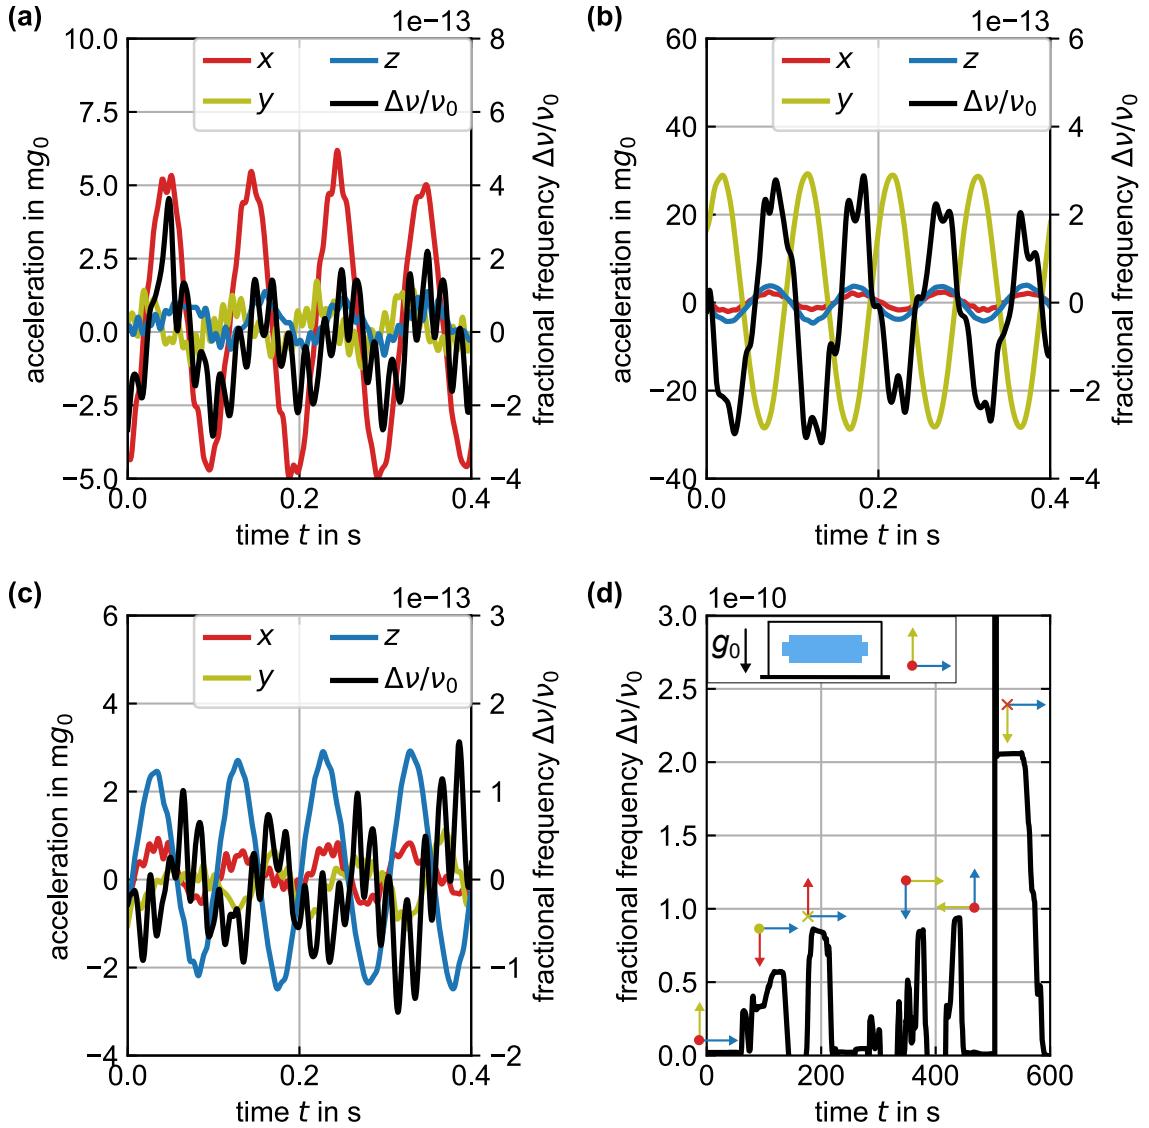 (a)
1e−13
acceleration in mg₀
10.0
7.5
5.0
2.5
0.0
−2.5
−5.0
x
z
y
Δν/ν₀
8
6
4
2
0
−2
−4
fractional frequency Δν/ν₀
0.0
0.2
0.4
time t in s
(b)
1e−13
acceleration in mg₀
60
40
20
0
−20
−40
x
z
y
Δν/ν₀
6
4
2
0
−2
−4
fractional frequency Δν/ν₀
0.0
0.2
0.4
time t in s
(c)
1e−13
acceleration in mg₀
6
4
2
0
−2
−4
x
z
y
Δν/ν₀
3
2
1
0
−1
−2
fractional frequency Δν/ν₀
0.0
0.2
0.4
time t in s
(d)
1e−10
fractional frequency Δν/ν₀
3.0
2.5
2.0
1.5
1.0
0.5
0.0
g₀
0
200
400
600
time t in s